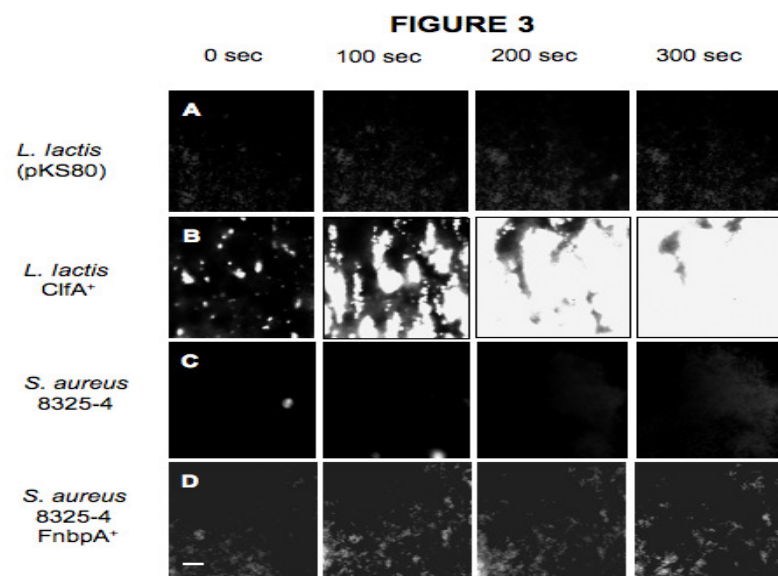 FIGURE 3
0 sec 100 sec 200 sec 300 sec
A
L. lactis
(pKS80)
B
L. lactis
ClfA⁺
C
S. aureus
8325-4
D
S. aureus
8325-4
FnbpA⁺